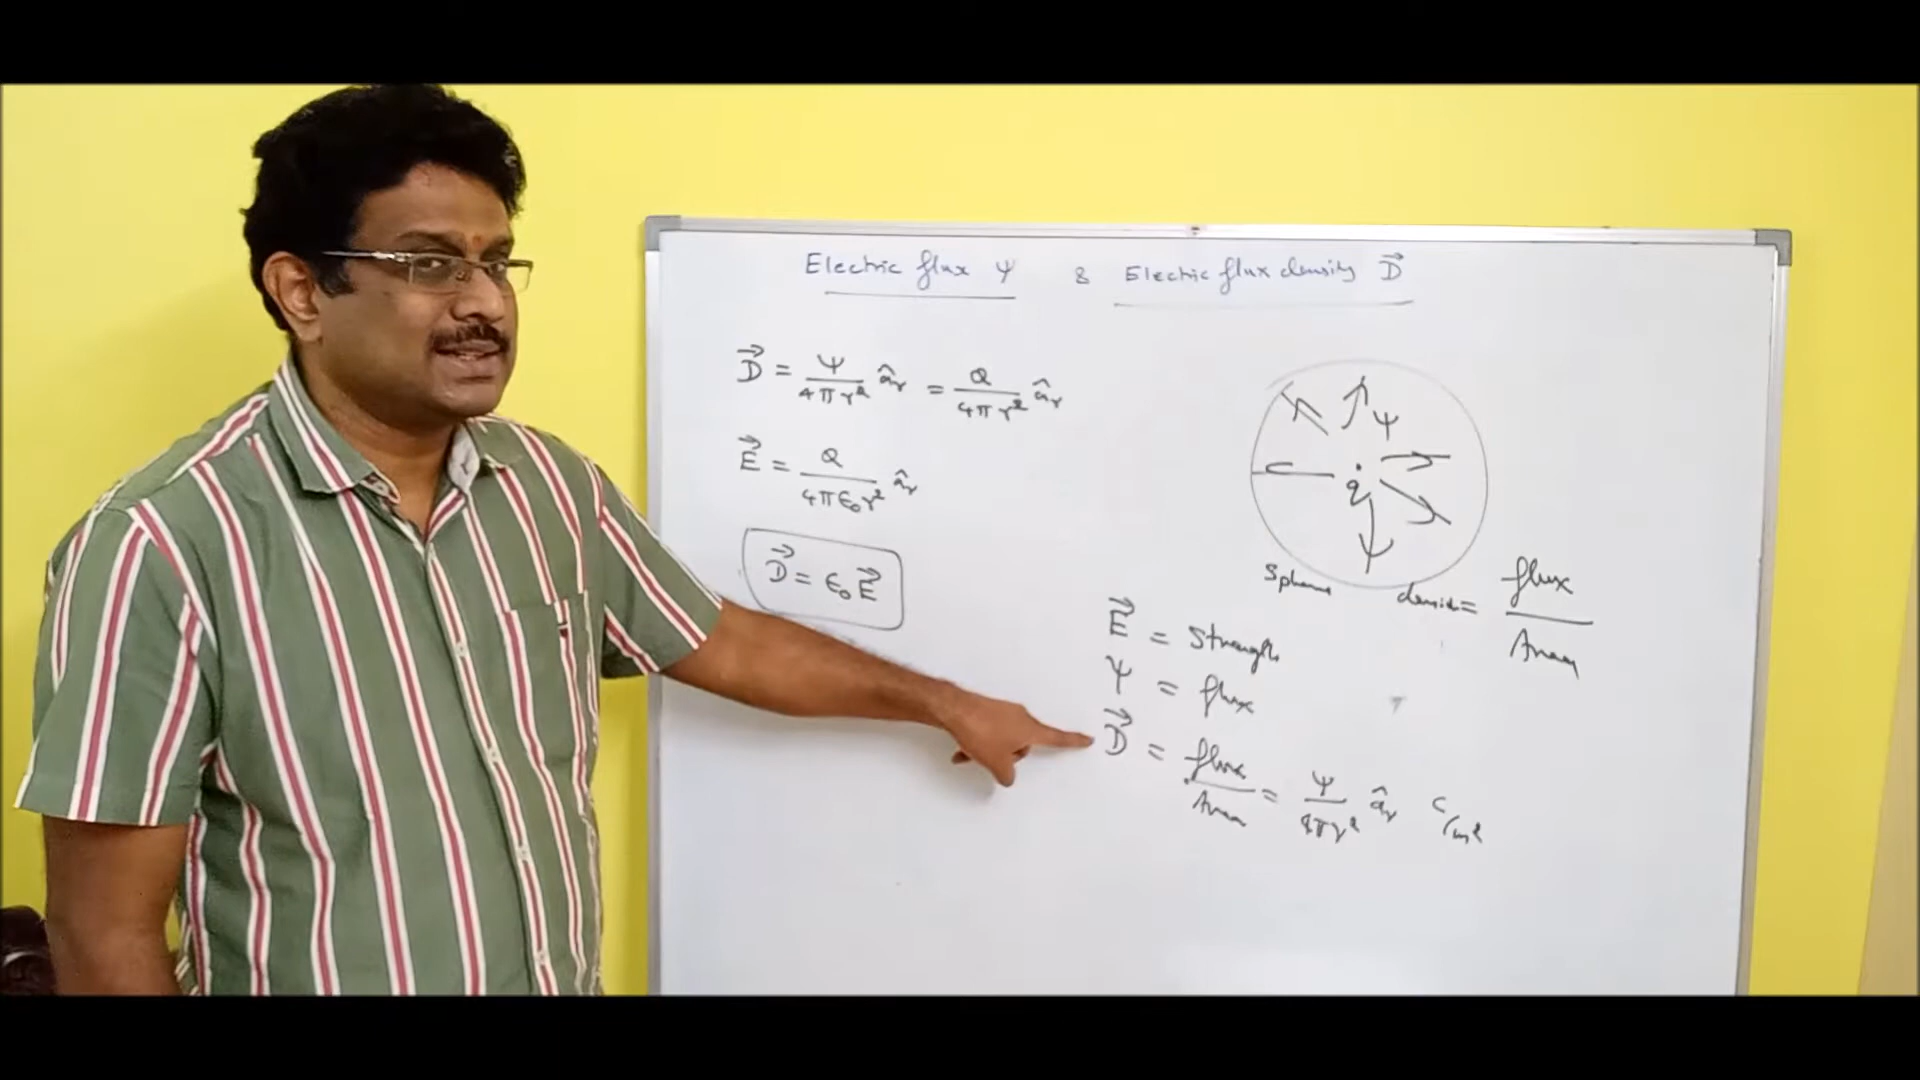 Electric flux ψ & Electric flux density D⃗
D⃗ = ψ/4πr² âr = Q/4πr² âr
E⃗ = Q/4πϵ₀r² âr
D⃗ = ϵ₀E⃗
ψ
q
Sphere
flux/Area
E⃗ = Strength
ψ = flux
D⃗ = flux/Area = ψ/4πr² âr C/m²